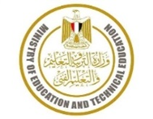 وزارة التربية والتعليم
والتعليم الفني
MINISTRY OF EDUCATION AND TECHNICAL EDUCATION